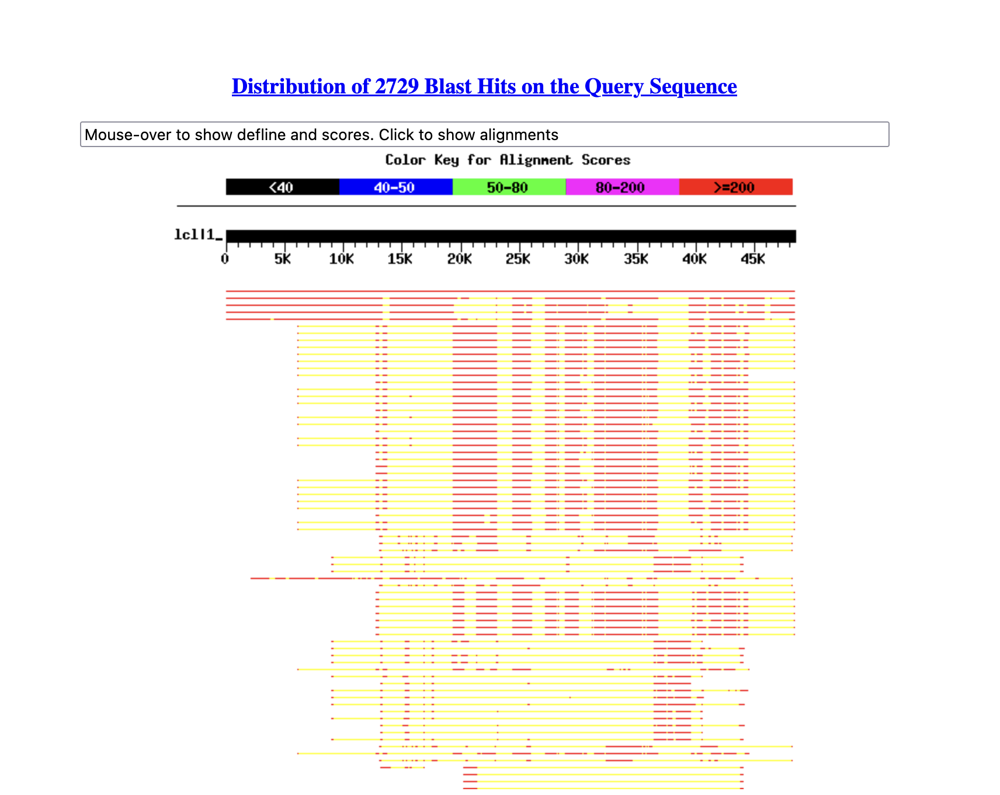 Distribution of 2729 Blast Hits on the Query Sequence
Mouse-over to show defline and scores. Click to show alignments
Color Key for Alignment Scores
<40 40-50 50-80 80-200 >=200
lcl|1_
0 5K 10K 15K 20K 25K 30K 35K 40K 45K